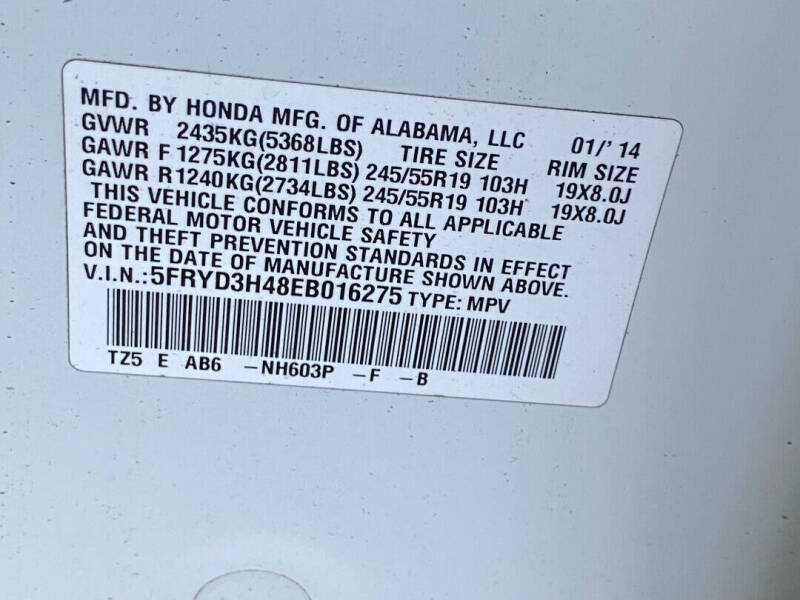 MFD. BY HONDA MFG. OF ALABAMA, LLC 01/'14
GVWR 2435KG(5368LBS) TIRE SIZE RIM SIZE
GAWR F 1275KG(2811LBS) 245/55R19 103H 19X8.0J
GAWR R 1240KG(2734LBS) 245/55R19 103H 19X8.0J
THIS VEHICLE CONFORMS TO ALL APPLICABLE
FEDERAL MOTOR VEHICLE SAFETY
AND THEFT PREVENTION STANDARDS IN EFFECT
ON THE DATE OF MANUFACTURE SHOWN ABOVE.
V.I.N.:5FRYD3H48EB016275 TYPE: MPV
TZ5 E AB6 -NH603P -F -B